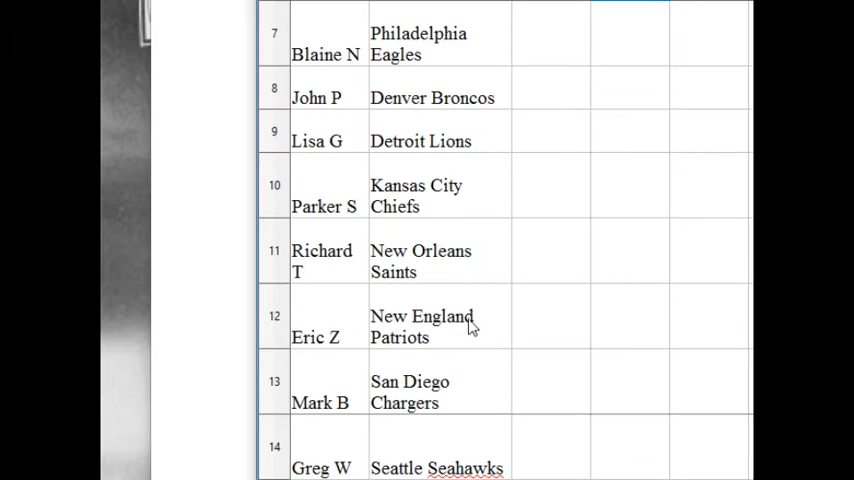 7
Philadelphia
Blaine N Eagles
8
John P Denver Broncos
9
Lisa G Detroit Lions
10
Kansas City
Parker S Chiefs
11
Richard New Orleans
T Saints
12
New England
Eric Z Patriots
13
San Diego
Mark B Chargers
14
Greg W Seattle Seahawks